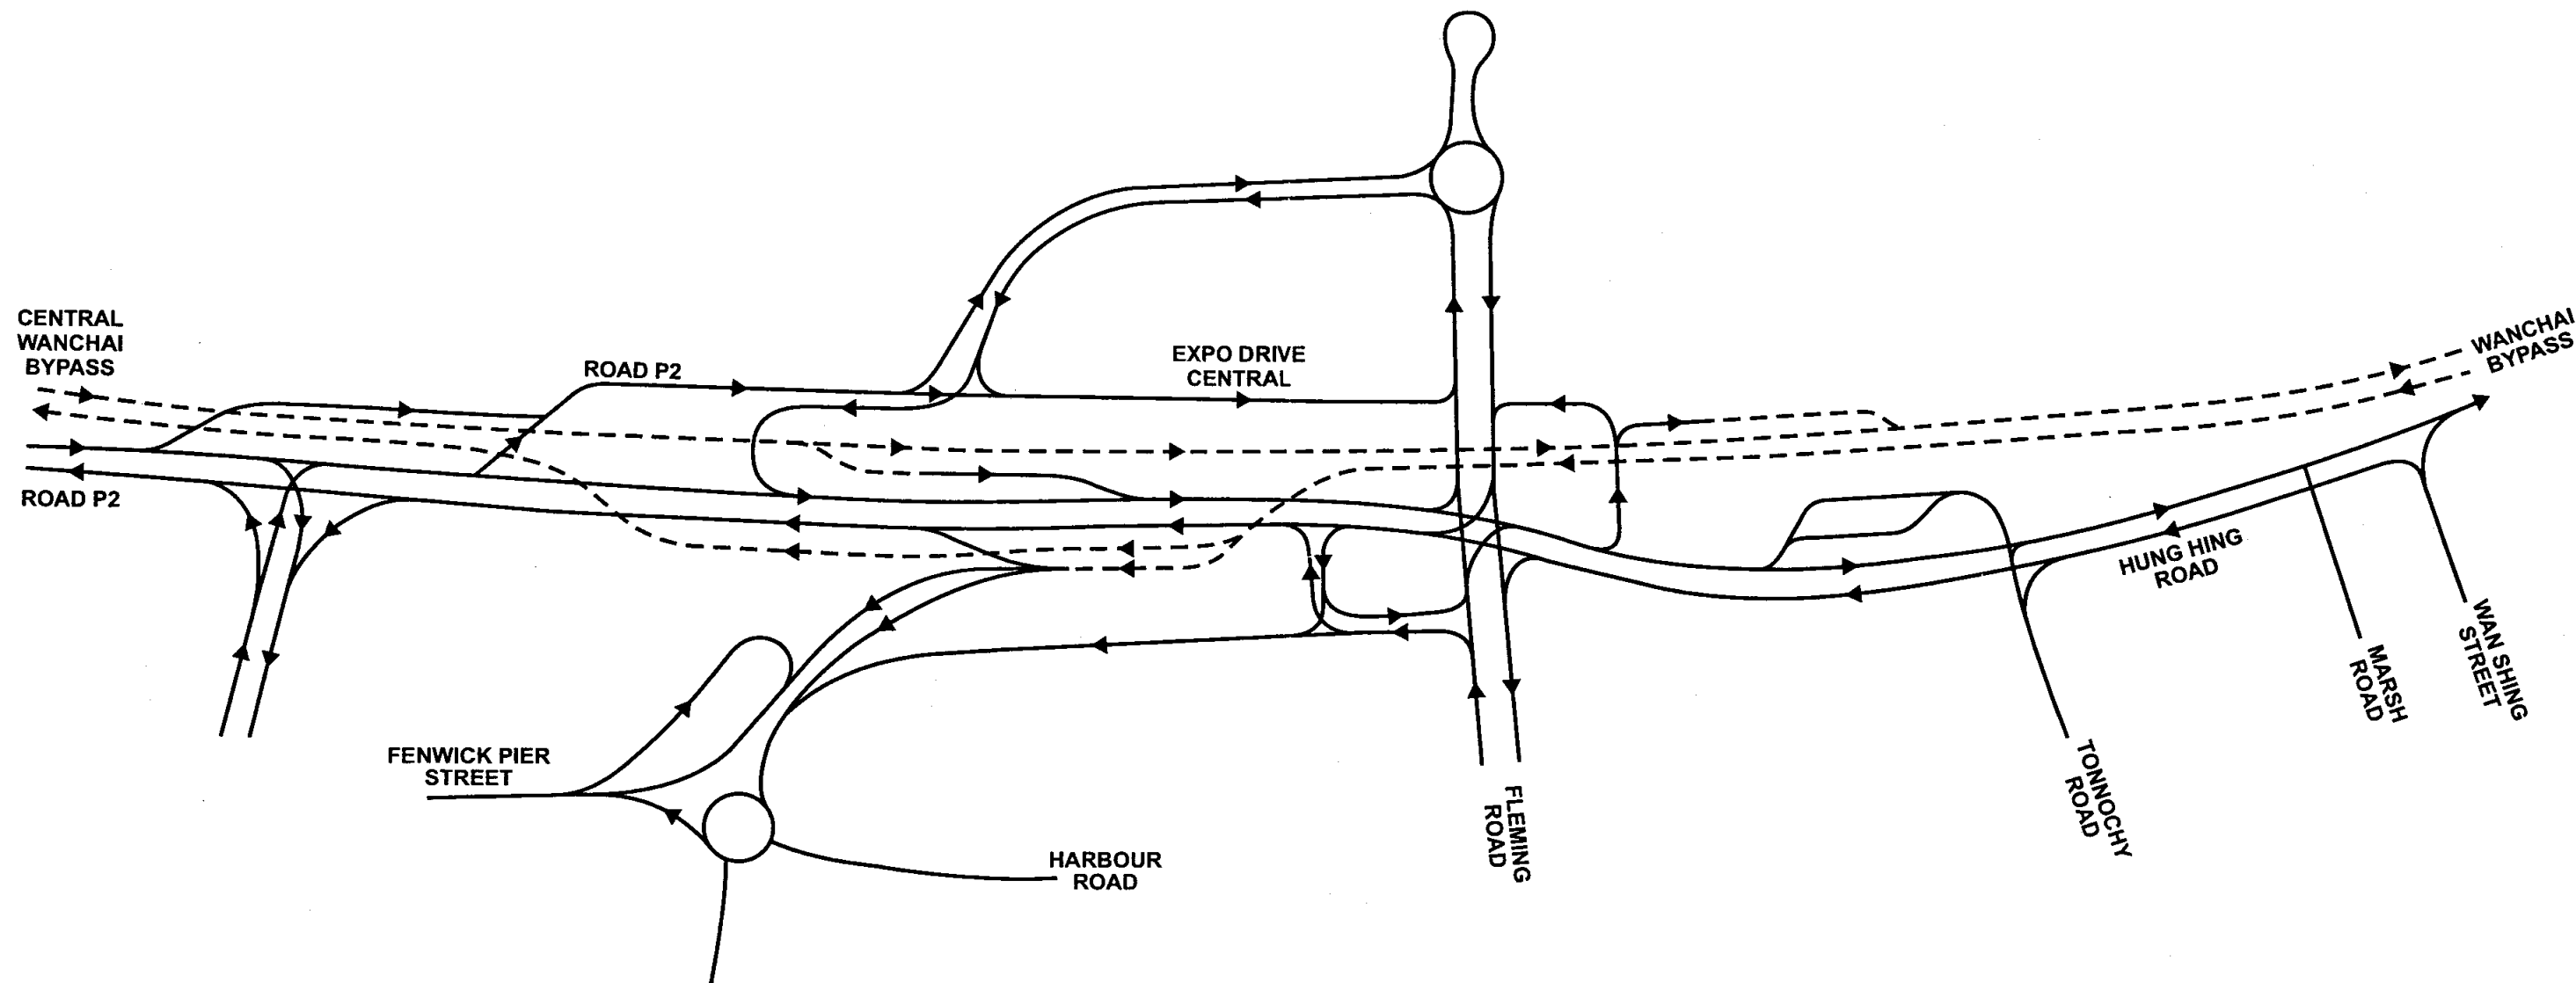 CENTRAL
WANCHAI
BYPASS
ROAD P2
ROAD P2
EXPO DRIVE
CENTRAL
WANCHAI
BYPASS
HUNG HING
ROAD
WAN SHING
STREET
MARSH
ROAD
TONNOCHY
ROAD
FENWICK PIER
STREET
FLEMING
ROAD
HARBOUR
ROAD